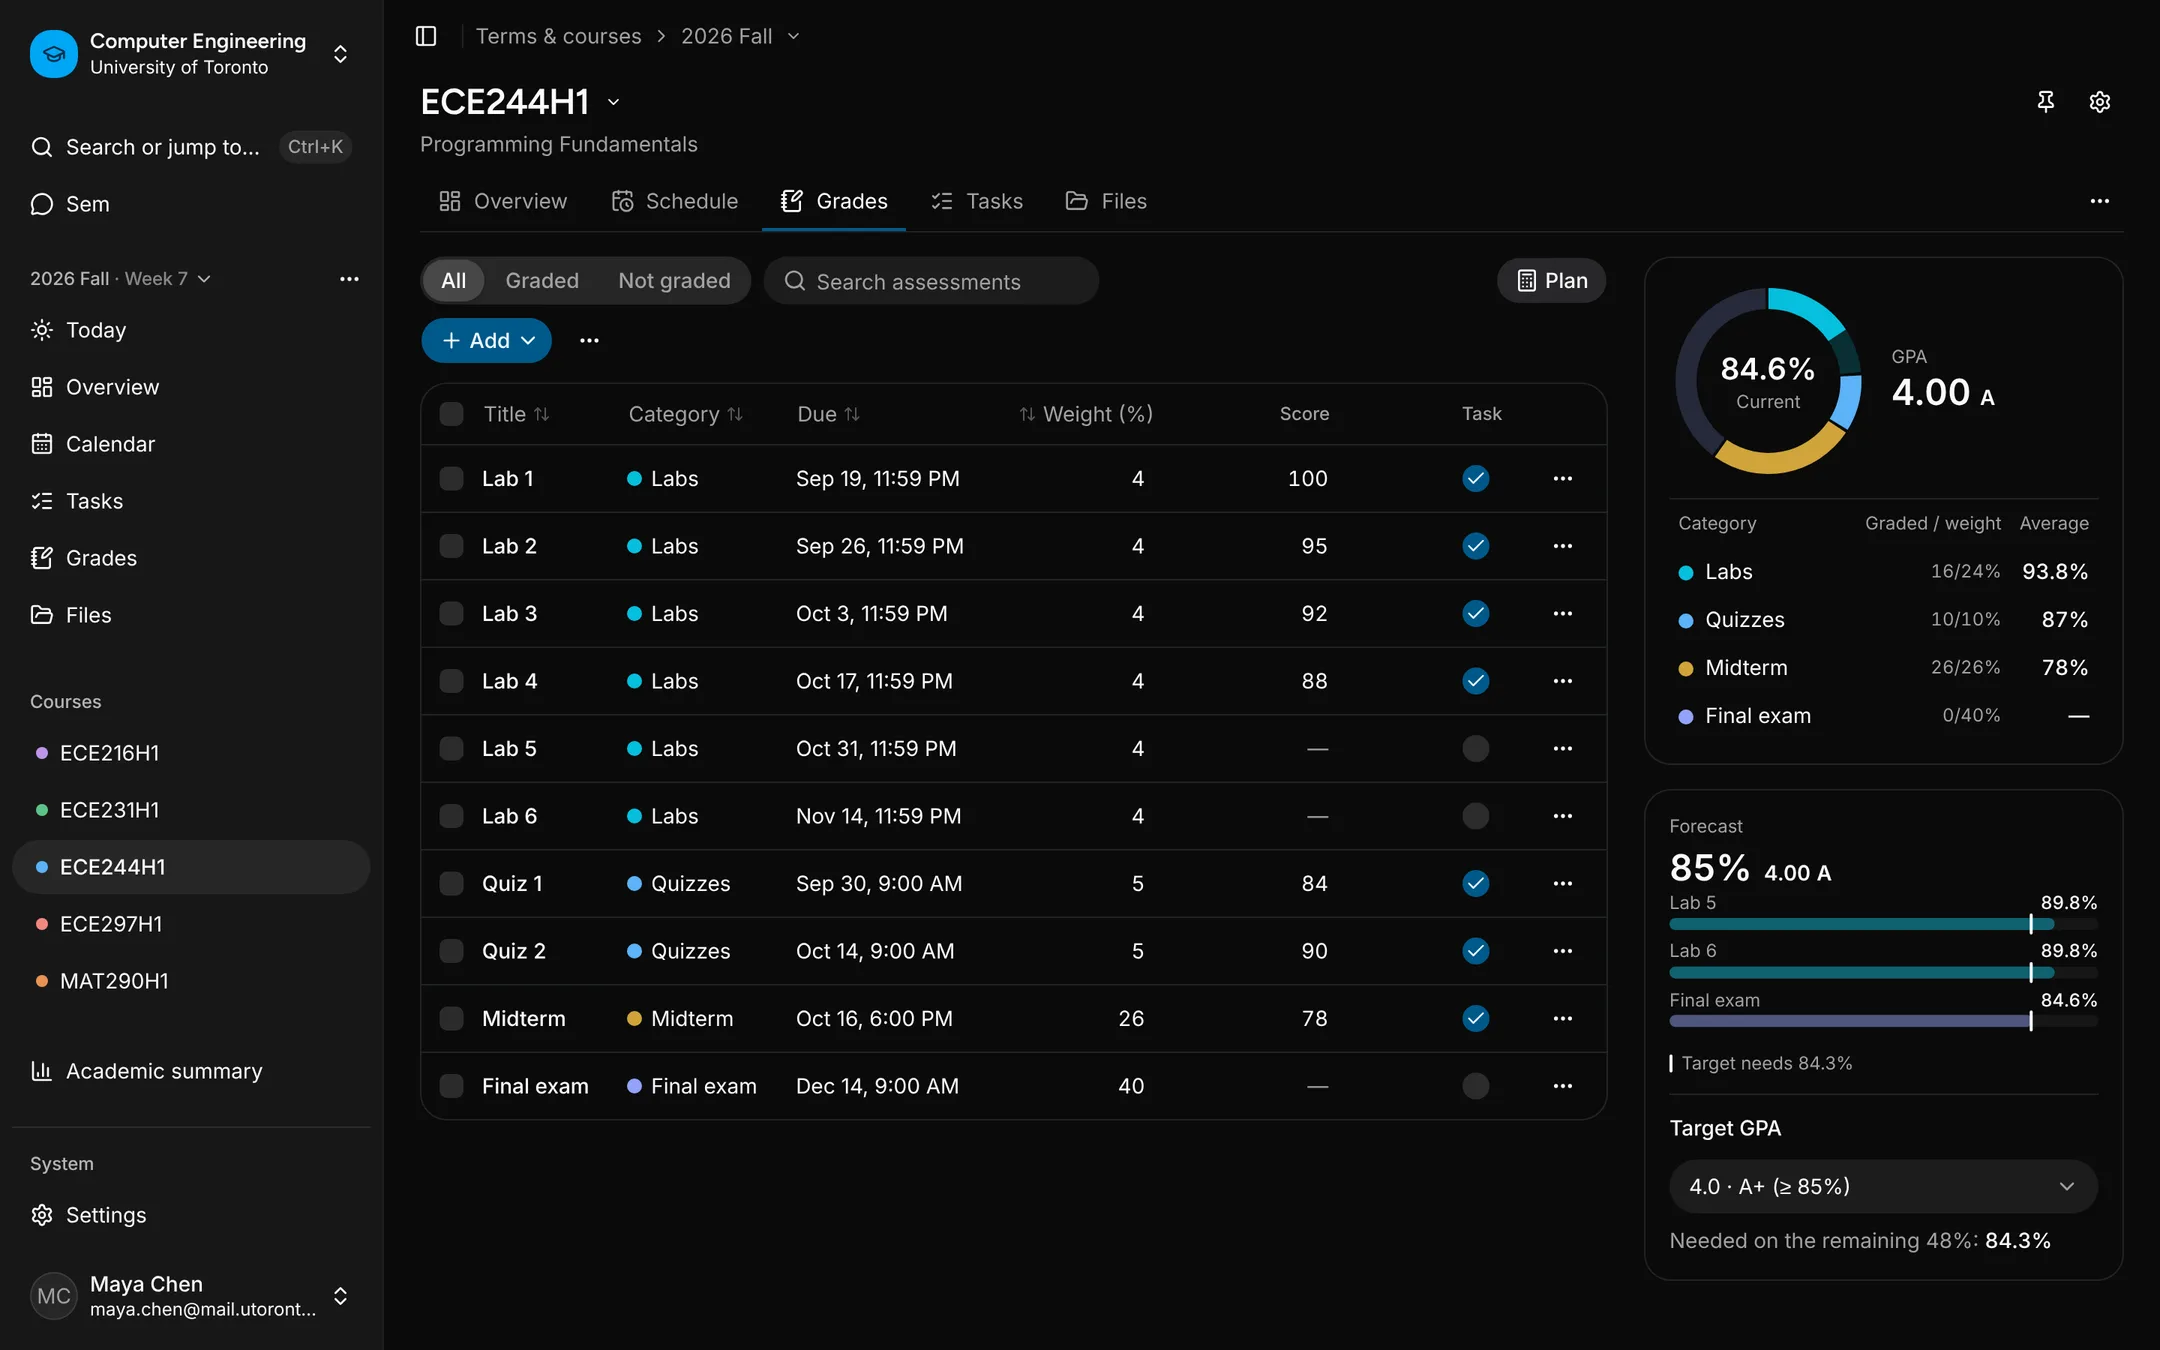 Computer Engineering
University of Toronto
Search or jump to... Ctrl+K
Sem
2026 Fall · Week 7
Today
Overview
Calendar
Tasks
Grades
Files
Courses
ECE216H1
ECE231H1
ECE244H1
ECE297H1
MAT290H1
Academic summary
System
Settings
MC
Maya Chen
maya.chen@mail.utoront...
Terms & courses > 2026 Fall
ECE244H1
Programming Fundamentals
Overview Schedule Grades Tasks Files
All Graded Not graded Search assessments Plan
+ Add
Title Category Due Weight (%) Score Task
Lab 1 Labs Sep 19, 11:59 PM 4 100
Lab 2 Labs Sep 26, 11:59 PM 4 95
Lab 3 Labs Oct 3, 11:59 PM 4 92
Lab 4 Labs Oct 17, 11:59 PM 4 88
Lab 5 Labs Oct 31, 11:59 PM 4 —
Lab 6 Labs Nov 14, 11:59 PM 4 —
Quiz 1 Quizzes Sep 30, 9:00 AM 5 84
Quiz 2 Quizzes Oct 14, 9:00 AM 5 90
Midterm Midterm Oct 16, 6:00 PM 26 78
Final exam Final exam Dec 14, 9:00 AM 40 —
84.6%
Current
GPA
4.00 A
Category Graded / weight Average
Labs 16/24% 93.8%
Quizzes 10/10% 87%
Midterm 26/26% 78%
Final exam 0/40% —
Forecast
85% 4.00 A
Lab 5 89.8%
Lab 6 89.8%
Final exam 84.6%
Target needs 84.3%
Target GPA
4.0 · A+ (≥ 85%)
Needed on the remaining 48%: 84.3%